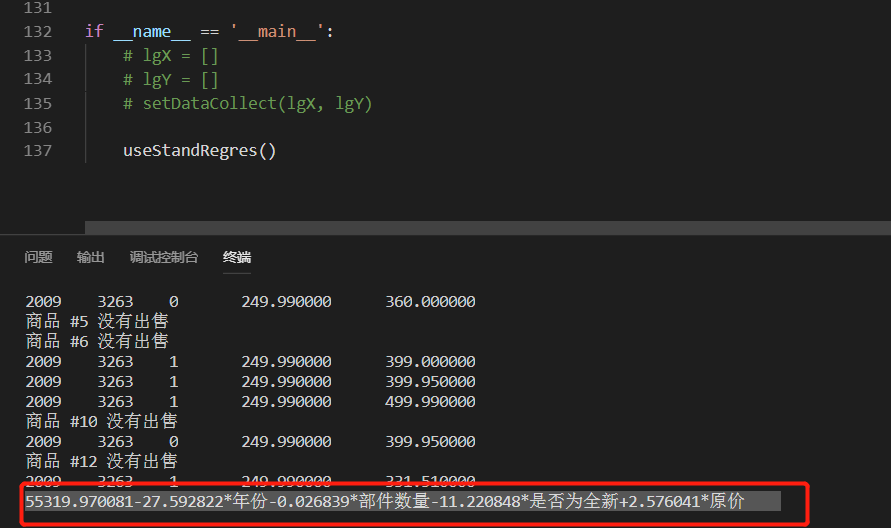 131
132 if __name__ == '__main__':
133 # lgX = []
134 # lgY = []
135 # setDataCollect(lgX, lgY)
136
137 useStandRegres()
问题 输出 调试控制台 终端
2009 3263 0 249.990000 360.000000
商品 #5 没有出售
商品 #6 没有出售
2009 3263 1 249.990000 399.000000
2009 3263 1 249.990000 399.950000
2009 3263 1 249.990000 499.990000
商品 #10 没有出售
2009 3263 0 249.990000 399.950000
商品 #12 没有出售
2009 3263 1 249.990000 331.510000
55319.970081-27.592822*年份-0.026839*部件数量-11.220848*是否为全新+2.576041*原价